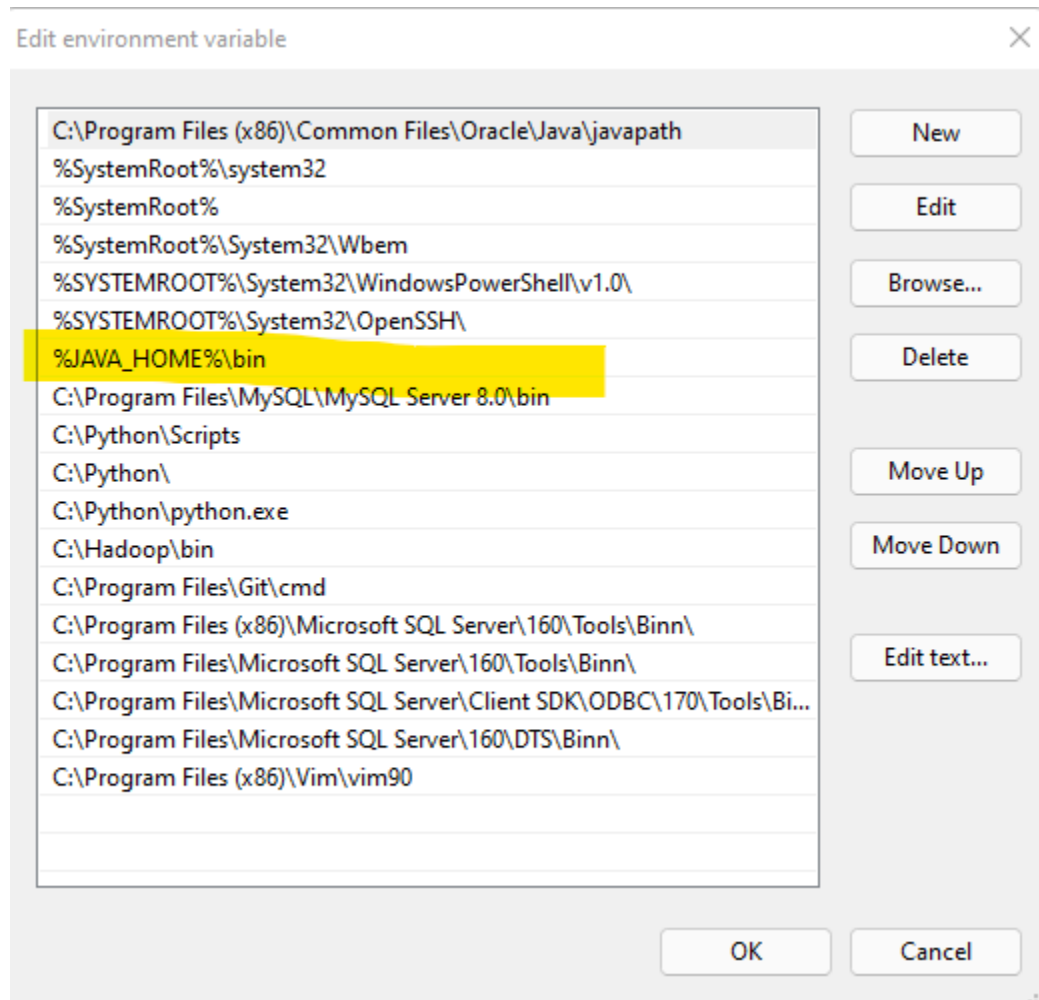 Edit environment variable
C:\Program Files (x86)\Common Files\Oracle\Java\javapath
New
%SystemRoot%\system32
%SystemRoot%
Edit
%SystemRoot%\System32\Wbem
%SYSTEMROOT%\System32\WindowsPowerShell\v1.0\
Browse...
%SYSTEMROOT%\System32\OpenSSH\
%JAVA_HOME%\bin
Delete
C:\Program Files\MySQL\MySQL Server 8.0\bin
C:\Python\Scripts
C:\Python\
Move Up
C:\Python\python.exe
C:\Hadoop\bin
Move Down
C:\Program Files\Git\cmd
C:\Program Files (x86)\Microsoft SQL Server\160\Tools\Binn\
C:\Program Files\Microsoft SQL Server\160\Tools\Binn\
Edit text...
C:\Program Files\Microsoft SQL Server\Client SDK\ODBC\170\Tools\Bi...
C:\Program Files\Microsoft SQL Server\160\DTS\Binn\
C:\Program Files (x86)\Vim\vim90
OK
Cancel